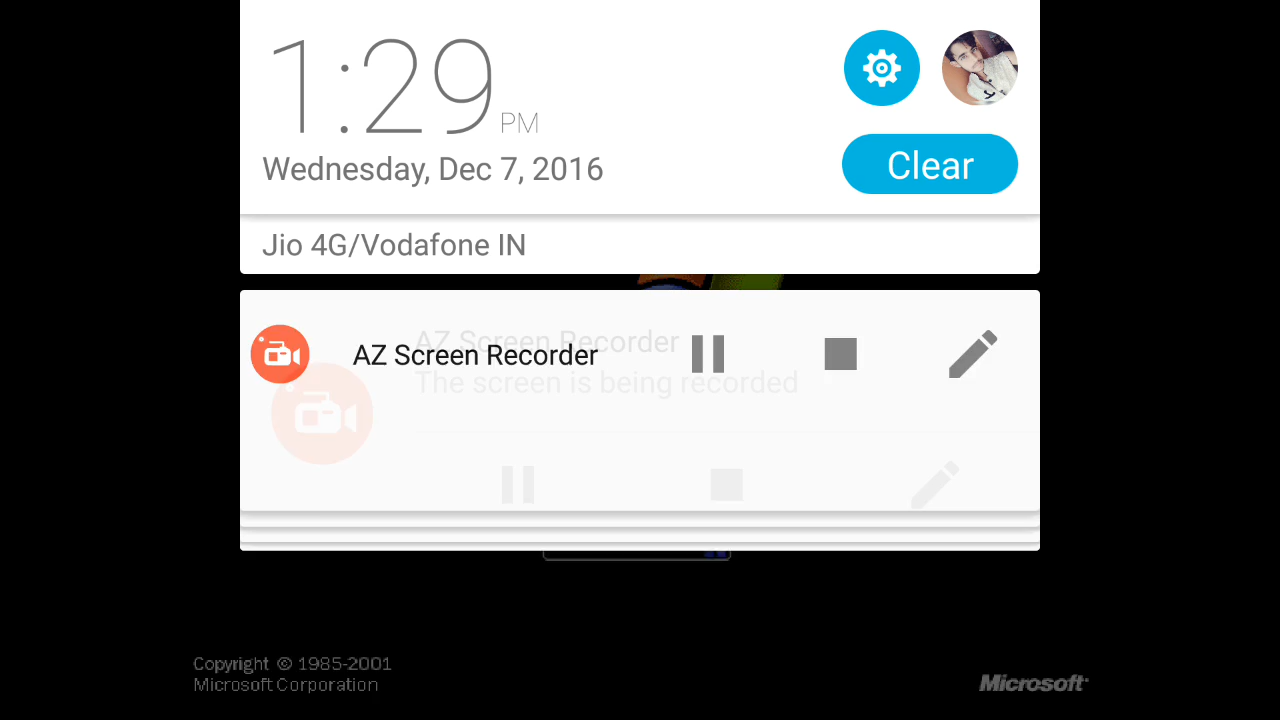 1:29 PM
Wednesday, Dec 7, 2016
Clear
Jio 4G/Vodafone IN
AZ Screen Recorder
AZ Screen Recorder
The screen is being recorded
Copyright © 1985-2001
Microsoft Corporation
Microsoft